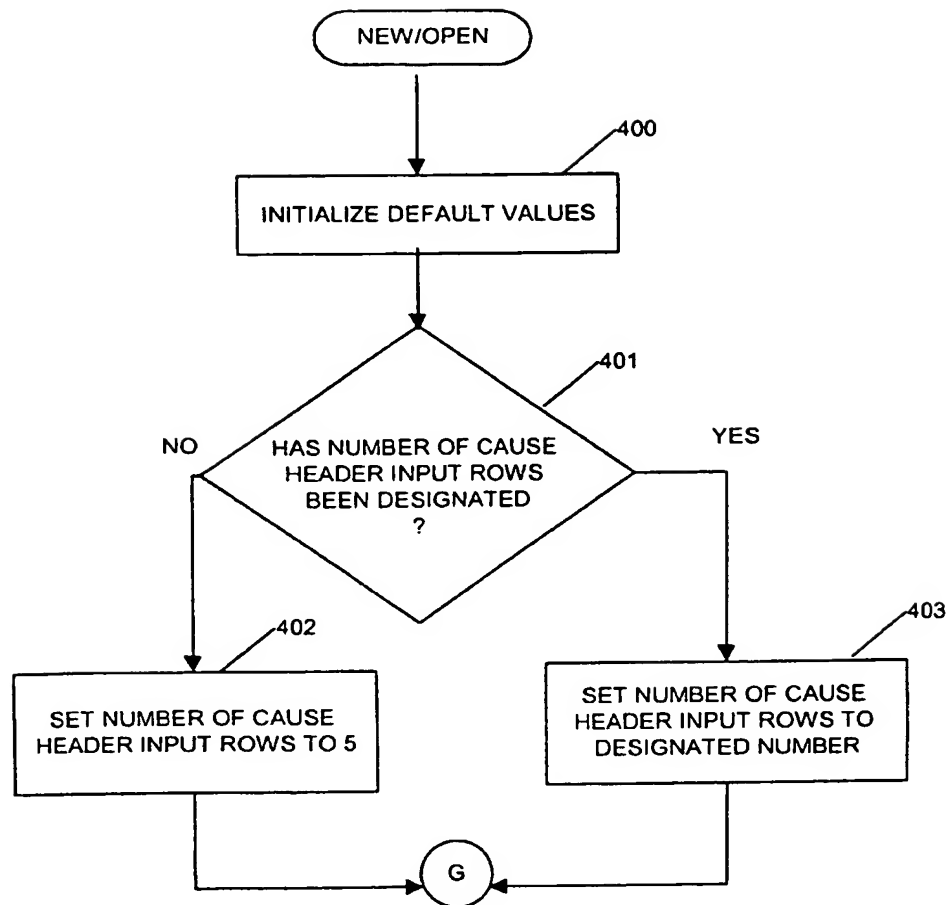 NEW/OPEN
400
INITIALIZE DEFAULT VALUES
401
NO
HAS NUMBER OF CAUSE
HEADER INPUT ROWS
BEEN DESIGNATED
?
YES
402
SET NUMBER OF CAUSE
HEADER INPUT ROWS TO 5
403
SET NUMBER OF CAUSE
HEADER INPUT ROWS TO
DESIGNATED NUMBER
G